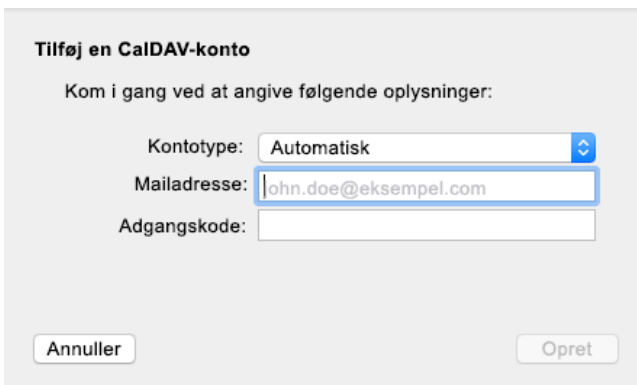 Tilføj en CalDAV-konto
Kom i gang ved at angive følgende oplysninger:
Kontotype: Automatisk
Mailadresse: john.doe@eksempel.com
Adgangskode:
Annuller Opret